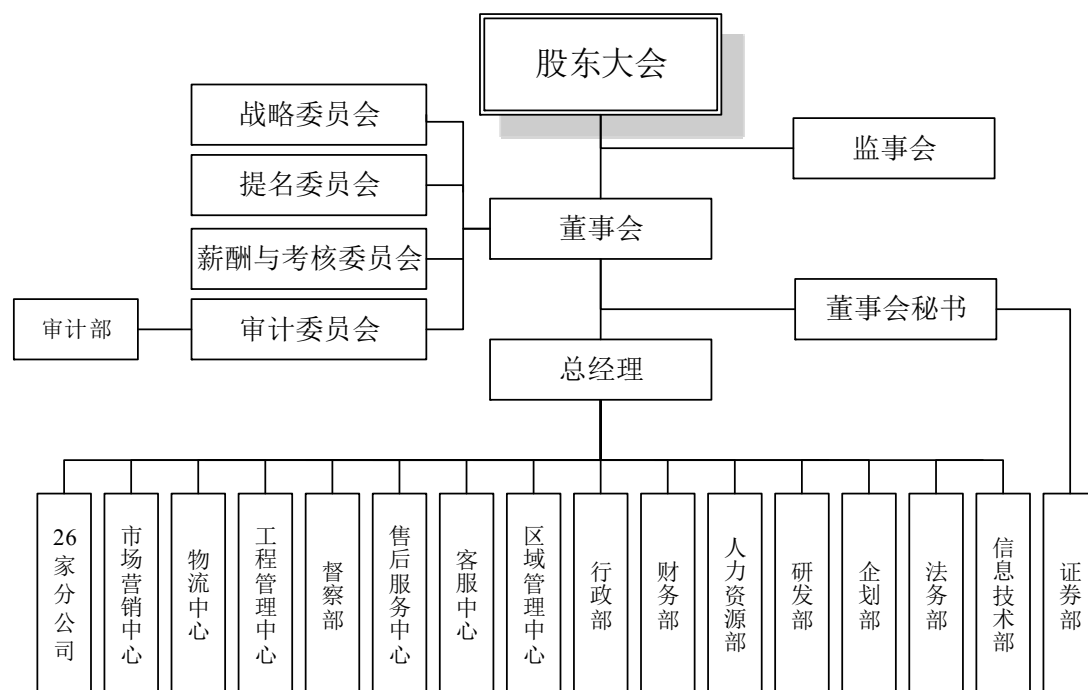 股东大会
战略委员会
监事会
提名委员会
董事会
薪酬与考核委员会
董事会秘书
审计部
审计委员会
总经理
26家分公司
市场营销中心
物流中心
工程管理中心
督察部
售后服务中心
客服中心
区域管理中心
行政部
财务部
人力资源部
研发部
企划部
法务部
信息技术部
证券部